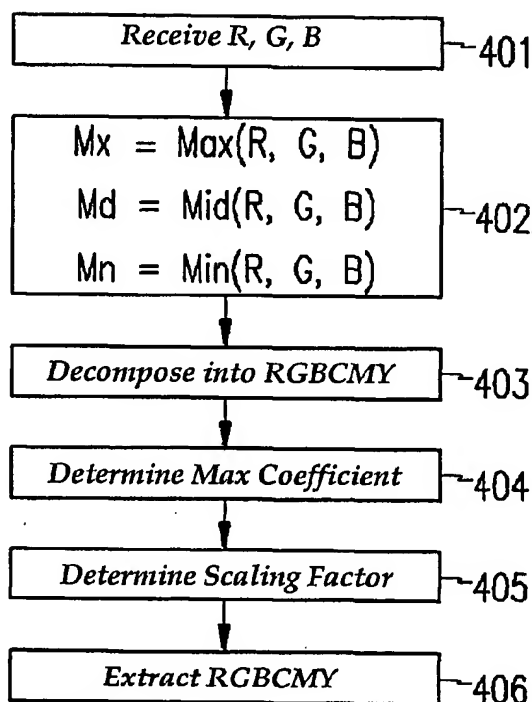 Receive R, G, B
401
Mx = Max(R, G, B)
Md = Mid(R, G, B)
Mn = Min(R, G, B)
402
Decompose into RGBCMY
403
Determine Max Coefficient
404
Determine Scaling Factor
405
Extract RGBCMY
406